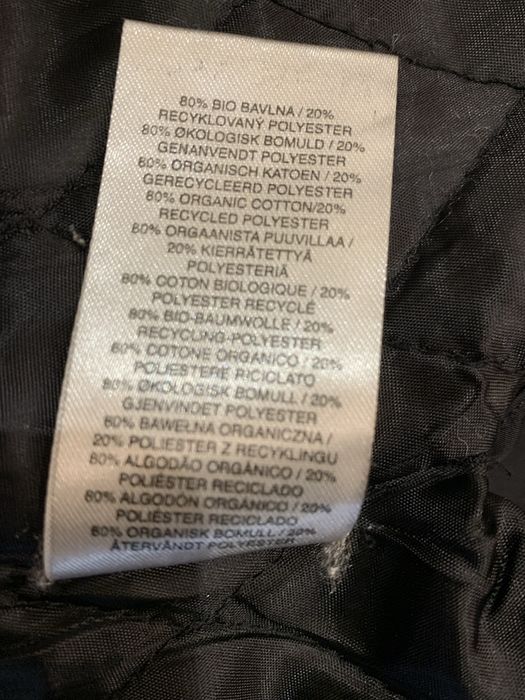 80% BIO BAVLNA / 20%
RECYKLOVANÝ POLYESTER
80% ØKOLOGISK BOMULD / 20%
GENANVENDT POLYESTER
80% ORGANISCH KATOEN / 20%
GERECYCLEERD POLYESTER
80% ORGANIC COTTON/20%
RECYCLED POLYESTER
80% ORGAANISTA PUUVILLAA /
20% KIERRÄTETTYÄ
POLYESTERIÄ
80% COTON BIOLOGIQUE / 20%
POLYESTER RECYCLÉ
80% BIO-BAUMWOLLE / 20%
RECYCLING-POLYESTER
80% COTONE ORGANICO / 20%
POLIESTERE RICICLATO
80% ØKOLOGISK BOMULL / 20%
GJENVINDET POLYESTER
80% BAWEŁNA ORGANICZNA /
20% POLIESTER Z RECYKLINGU
80% ALGODÃO ORGÂNICO / 20%
POLIÉSTER RECICLADO
80% ALGODÓN ORGÁNICO / 20%
POLIÉSTER RECICLADO
80% ORGANISK BOMULL / 20%
ÅTERVÄNDT POLYESTER